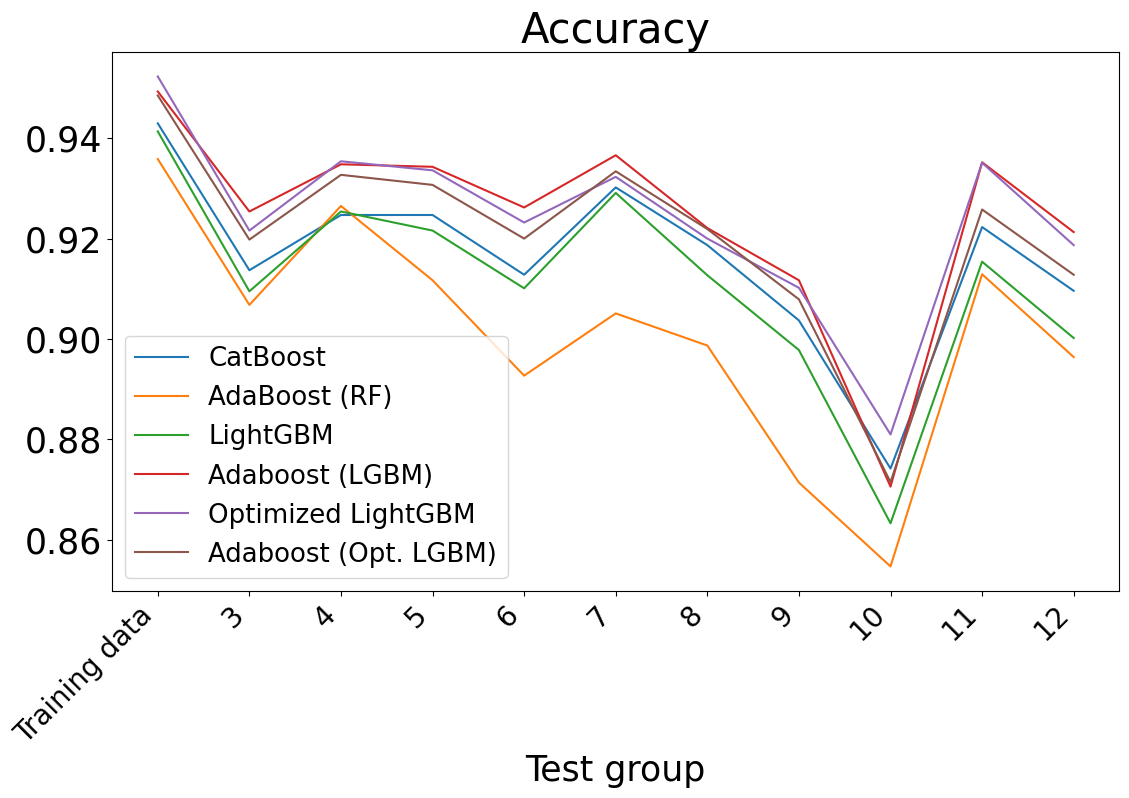 Accuracy
0.94
0.92
0.90
0.88
0.86
CatBoost
AdaBoost (RF)
LightGBM
Adaboost (LGBM)
Optimized LightGBM
Adaboost (Opt. LGBM)
Training data
3
4
5
6
7
8
9
10
11
12
Test group